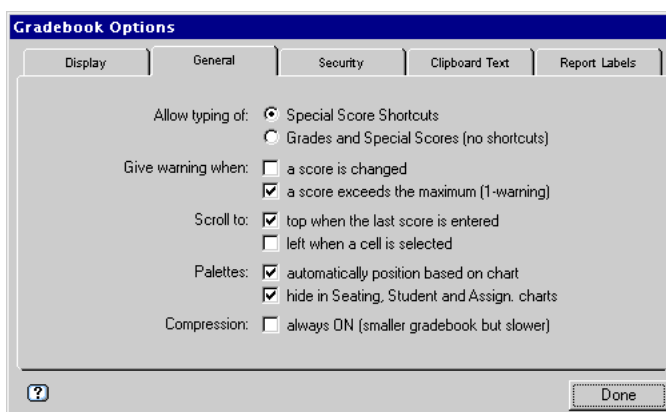 Gradebook Options
Display General Security Clipboard Text Report Labels
Allow typing of: Special Score Shortcuts
Grades and Special Scores (no shortcuts)
Give warning when: a score is changed
a score exceeds the maximum (1-warning)
Scroll to: top when the last score is entered
left when a cell is selected
Palettes: automatically position based on chart
hide in Seating, Student and Assign. charts
Compression: always ON (smaller gradebook but slower)
? Done